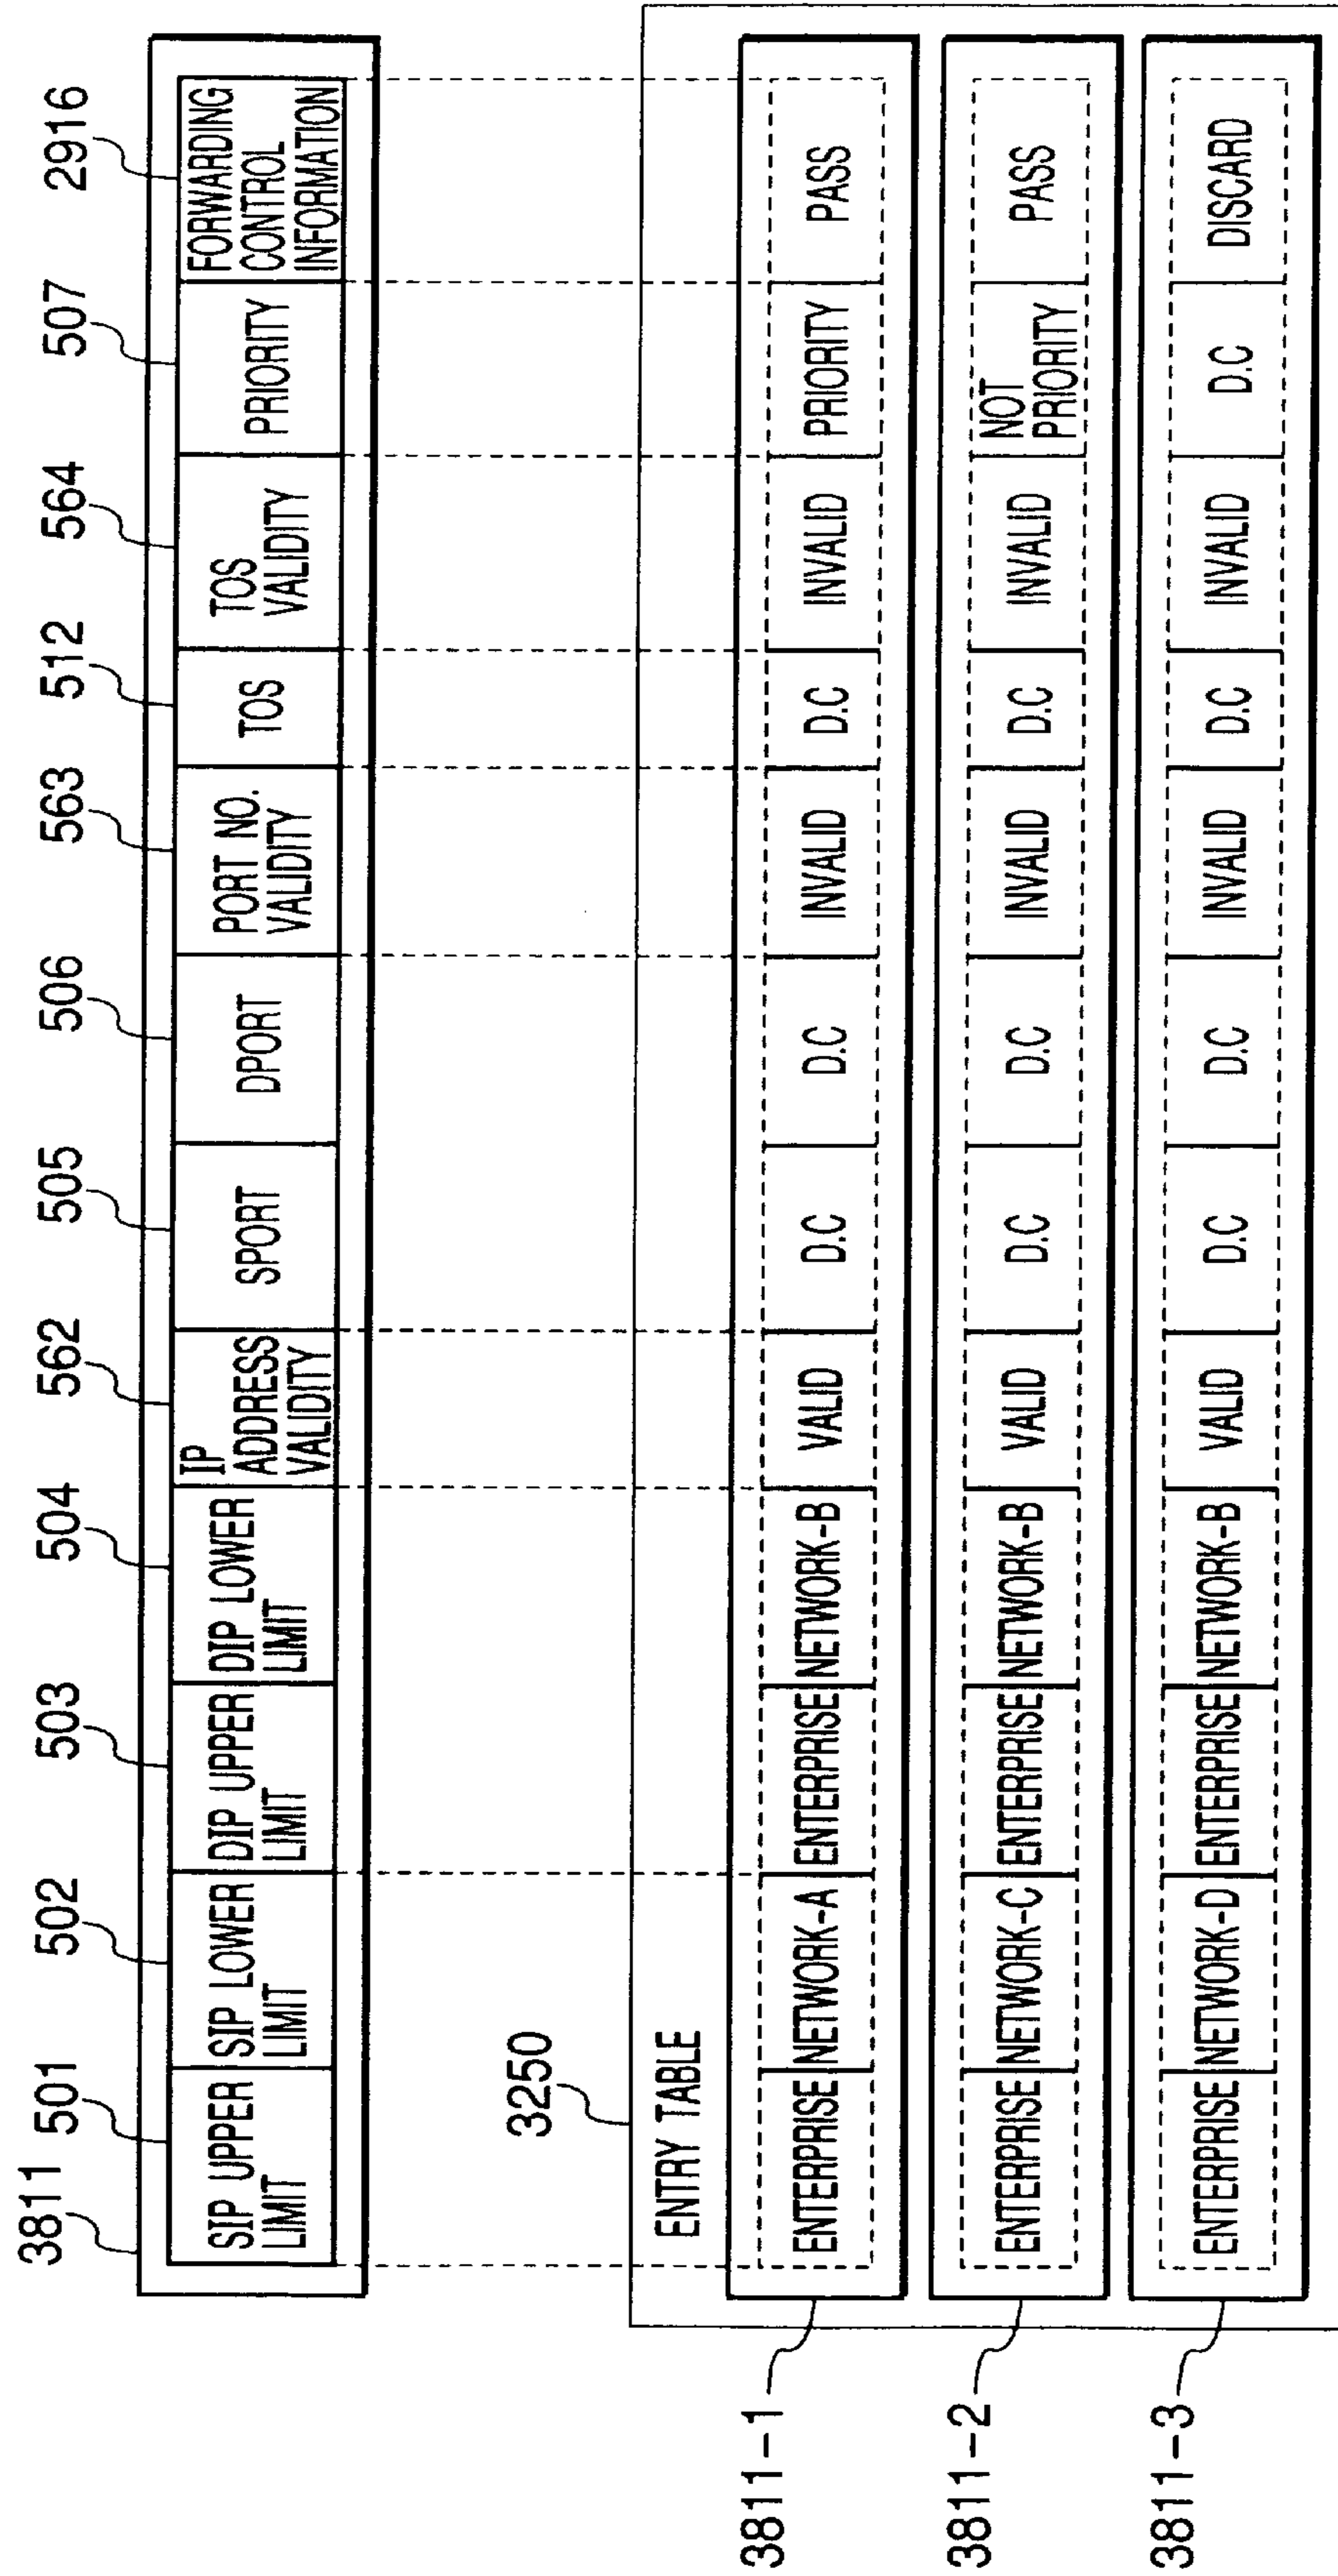 3811
501
502
503
504
562
505
506
563
512
564
507
2916
SIP UPPER
LIMIT
SIP LOWER
LIMIT
DIP UPPER
LIMIT
DIP LOWER
LIMIT
IP
ADDRESS
VALIDITY
SPORT
DPORT
PORT NO.
VALIDITY
TOS
TOS
VALIDITY
PRIORITY
FORWARDING
CONTROL
INFORMATION
3250
ENTRY TABLE
3811-1
ENTERPRISE
NETWORK-A
ENTERPRISE
NETWORK-B
VALID
D.C
D.C
INVALID
D.C
INVALID
PRIORITY
PASS
3811-2
ENTERPRISE
NETWORK-C
ENTERPRISE
NETWORK-B
VALID
D.C
D.C
INVALID
D.C
INVALID
NOT
PRIORITY
PASS
3811-3
ENTERPRISE
NETWORK-D
ENTERPRISE
NETWORK-B
VALID
D.C
D.C
INVALID
D.C
INVALID
D.C
DISCARD